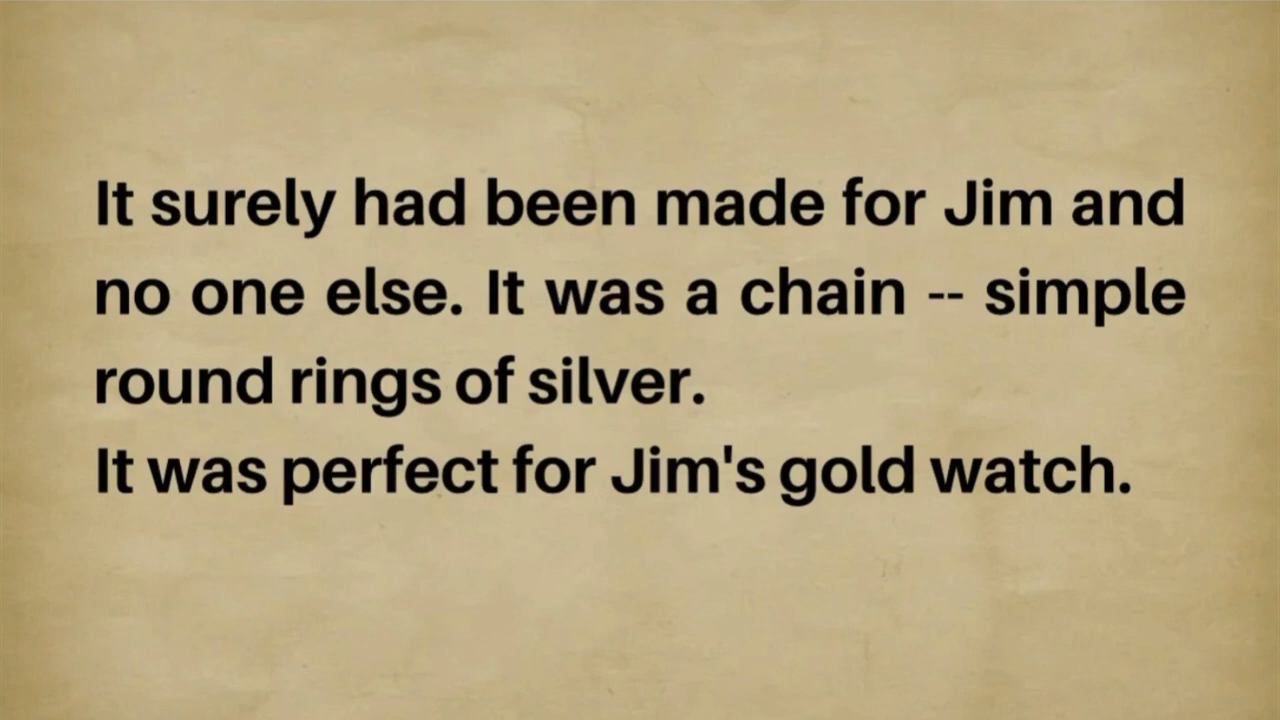 It surely had been made for Jim and
no one else. It was a chain -- simple
round rings of silver.
It was perfect for Jim's gold watch.